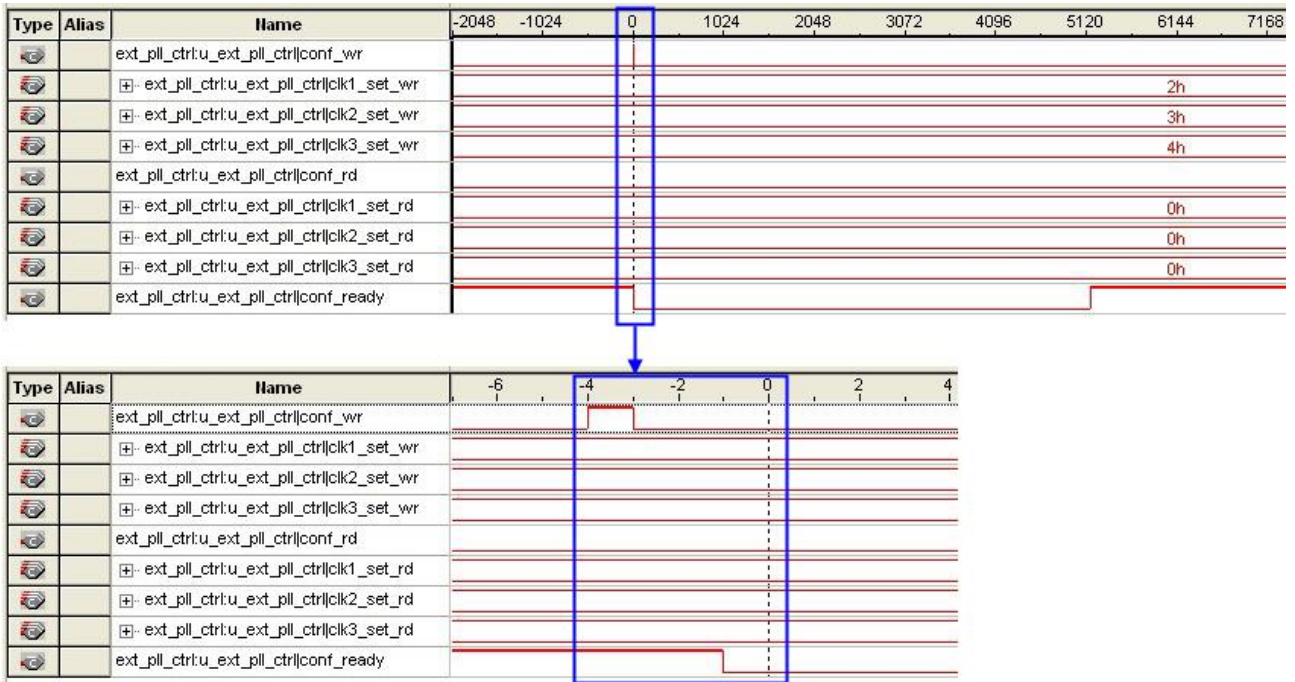 Type Alias Name -2048 -1024 0 1024 2048 3072 4096 5120 6144 7168
ext_pll_ctrl:u_ext_pll_ctrl|conf_wr
ext_pll_ctrl:u_ext_pll_ctrl|clk1_set_wr 2h
ext_pll_ctrl:u_ext_pll_ctrl|clk2_set_wr 3h
ext_pll_ctrl:u_ext_pll_ctrl|clk3_set_wr 4h
ext_pll_ctrl:u_ext_pll_ctrl|conf_rd
ext_pll_ctrl:u_ext_pll_ctrl|clk1_set_rd 0h
ext_pll_ctrl:u_ext_pll_ctrl|clk2_set_rd 0h
ext_pll_ctrl:u_ext_pll_ctrl|clk3_set_rd 0h
ext_pll_ctrl:u_ext_pll_ctrl|conf_ready
Type Alias Name -6 -4 -2 0 2 4
ext_pll_ctrl:u_ext_pll_ctrl|conf_wr
ext_pll_ctrl:u_ext_pll_ctrl|clk1_set_wr
ext_pll_ctrl:u_ext_pll_ctrl|clk2_set_wr
ext_pll_ctrl:u_ext_pll_ctrl|clk3_set_wr
ext_pll_ctrl:u_ext_pll_ctrl|conf_rd
ext_pll_ctrl:u_ext_pll_ctrl|clk1_set_rd
ext_pll_ctrl:u_ext_pll_ctrl|clk2_set_rd
ext_pll_ctrl:u_ext_pll_ctrl|clk3_set_rd
ext_pll_ctrl:u_ext_pll_ctrl|conf_ready